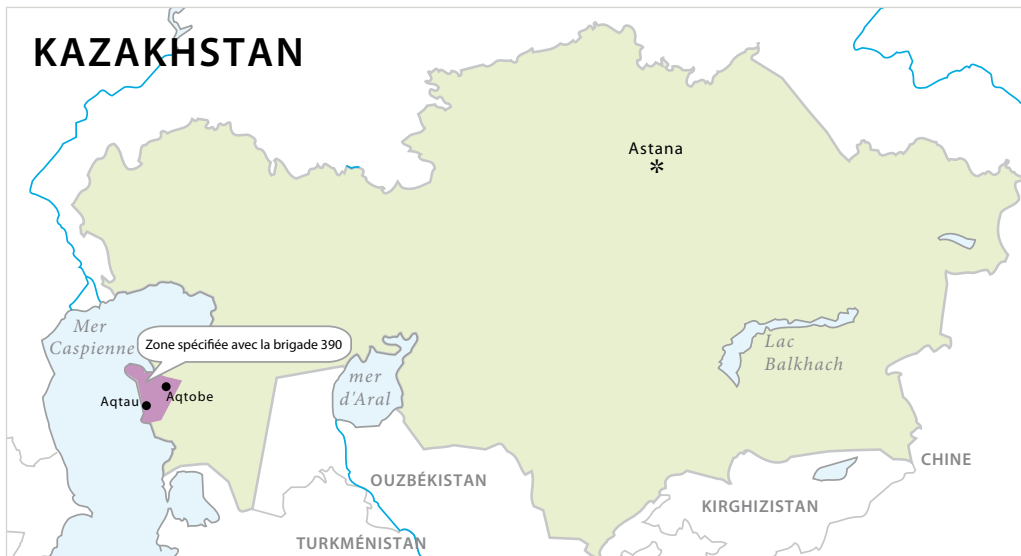 KAZAKHSTAN
Astana
Mer
Caspienne
Zone spécifiée avec la brigade 390
Lac
Balkhach
mer
d'Aral
Aqtobe
Aqtau
CHINE
OUZBÉKISTAN
KIRGHIZISTAN
TURKMÉNISTAN